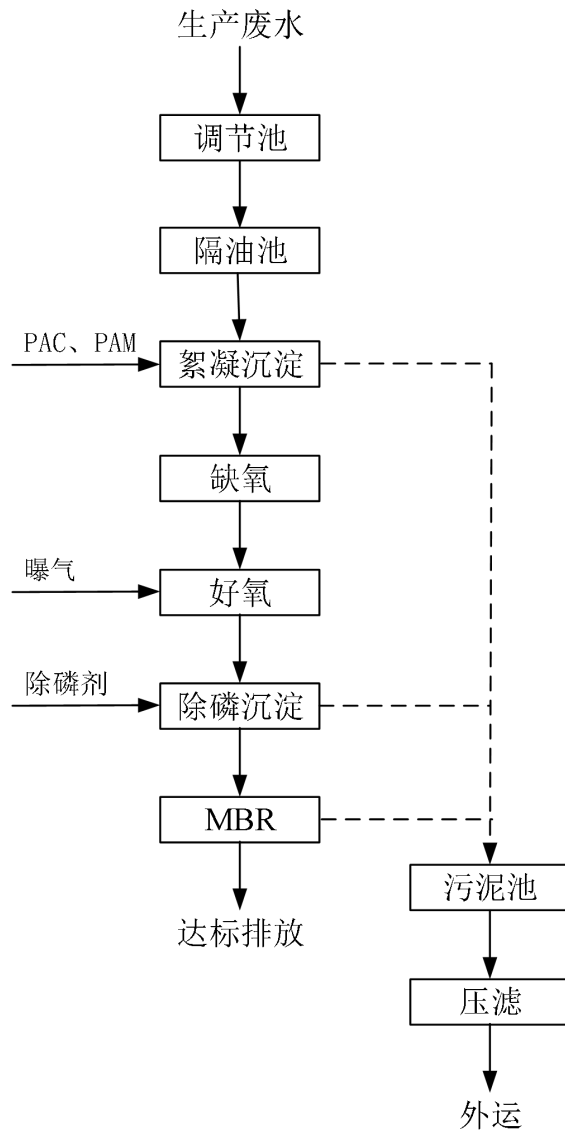 生产废水
调节池
隔油池
PAC、PAM
絮凝沉淀
缺氧
曝气
好氧
除磷剂
除磷沉淀
MBR
污泥池
达标排放
压滤
外运